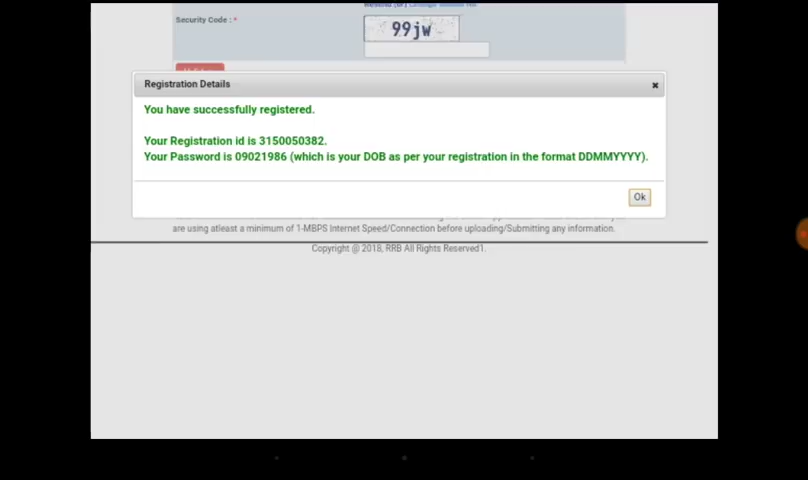 Security Code : *
99jw
Registration Details
You have successfully registered.
Your Registration id is 3150050382.
Your Password is 09021986 (which is your DOB as per your registration in the format DDMMYYYY).
Ok
are using atleast a minimum of 1-MBPS Internet Speed/Connection before uploading/Submitting any information.
Copyright @ 2018, RRB All Rights Reserved1.